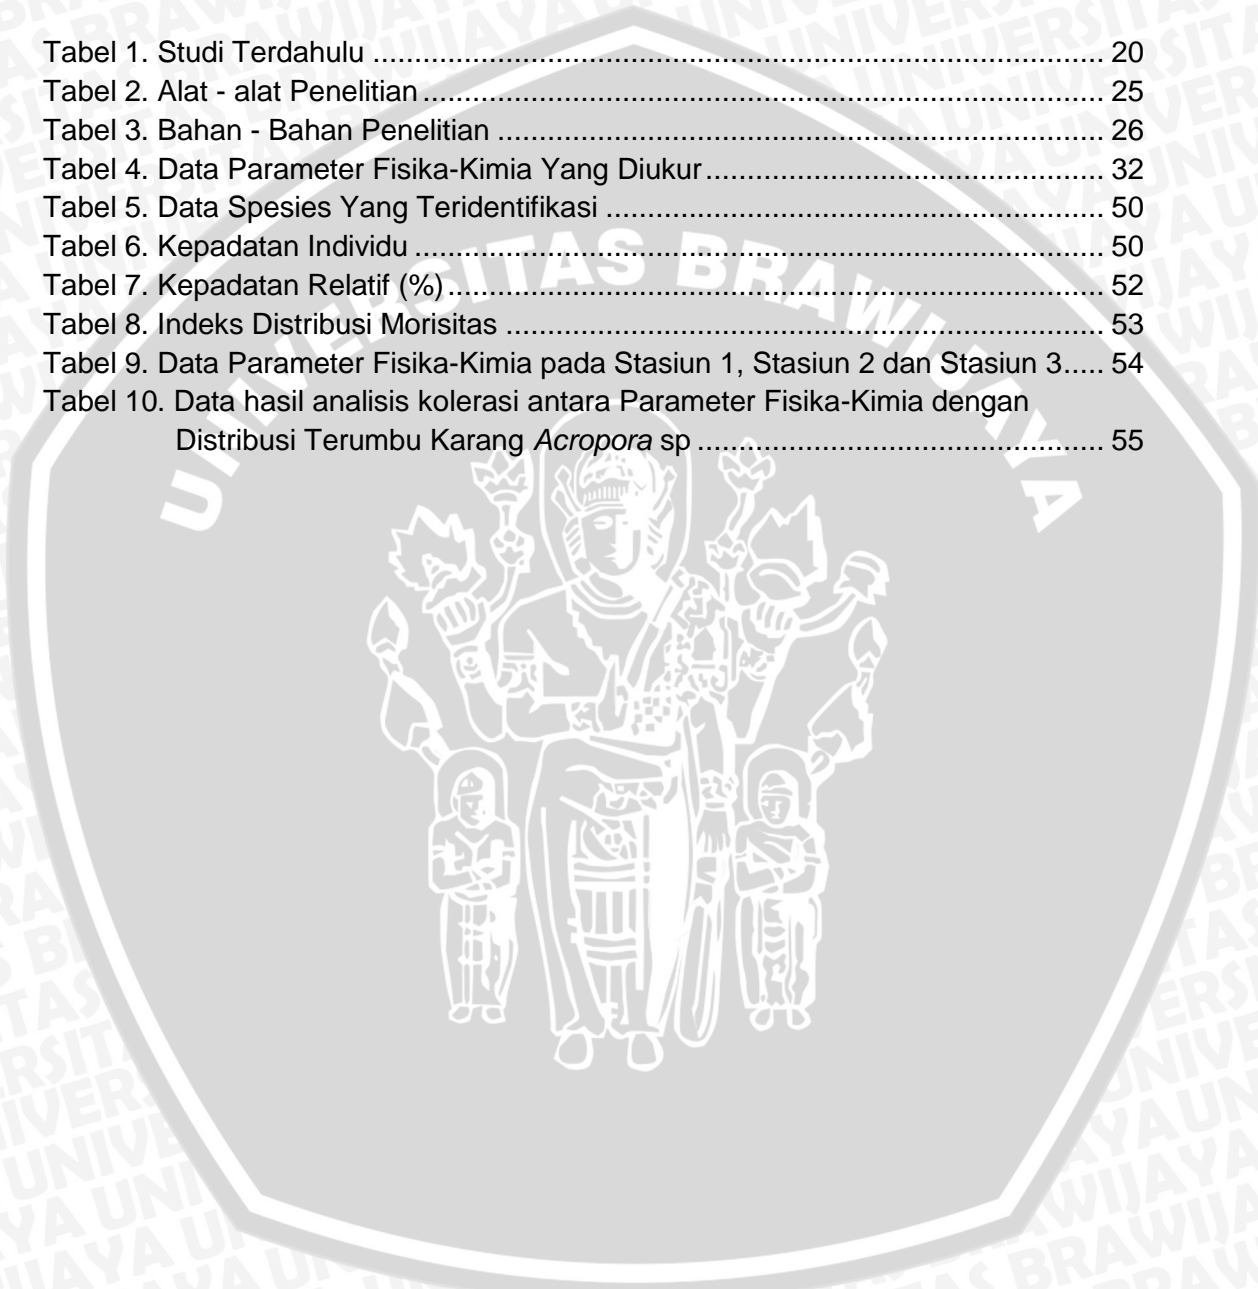 Tabel 1. Studi Terdahulu ........................................................................................ 20
Tabel 2. Alat - alat Penelitian .................................................................................. 25
Tabel 3. Bahan - Bahan Penelitian ......................................................................... 26
Tabel 4. Data Parameter Fisika-Kimia Yang Diukur ................................................ 32
Tabel 5. Data Spesies Yang Teridentifikasi ............................................................ 50
Tabel 6. Kepadatan Individu ................................................................................... 50
Tabel 7. Kepadatan Relatif (%) ............................................................................... 52
Tabel 8. Indeks Distribusi Morisitas ........................................................................ 53
Tabel 9. Data Parameter Fisika-Kimia pada Stasiun 1, Stasiun 2 dan Stasiun 3..... 54
Tabel 10. Data hasil analisis kolerasi antara Parameter Fisika-Kimia dengan
Distribusi Terumbu Karang Acropora sp ................................................. 55
UNIVERSITAS BRAWIJAYA